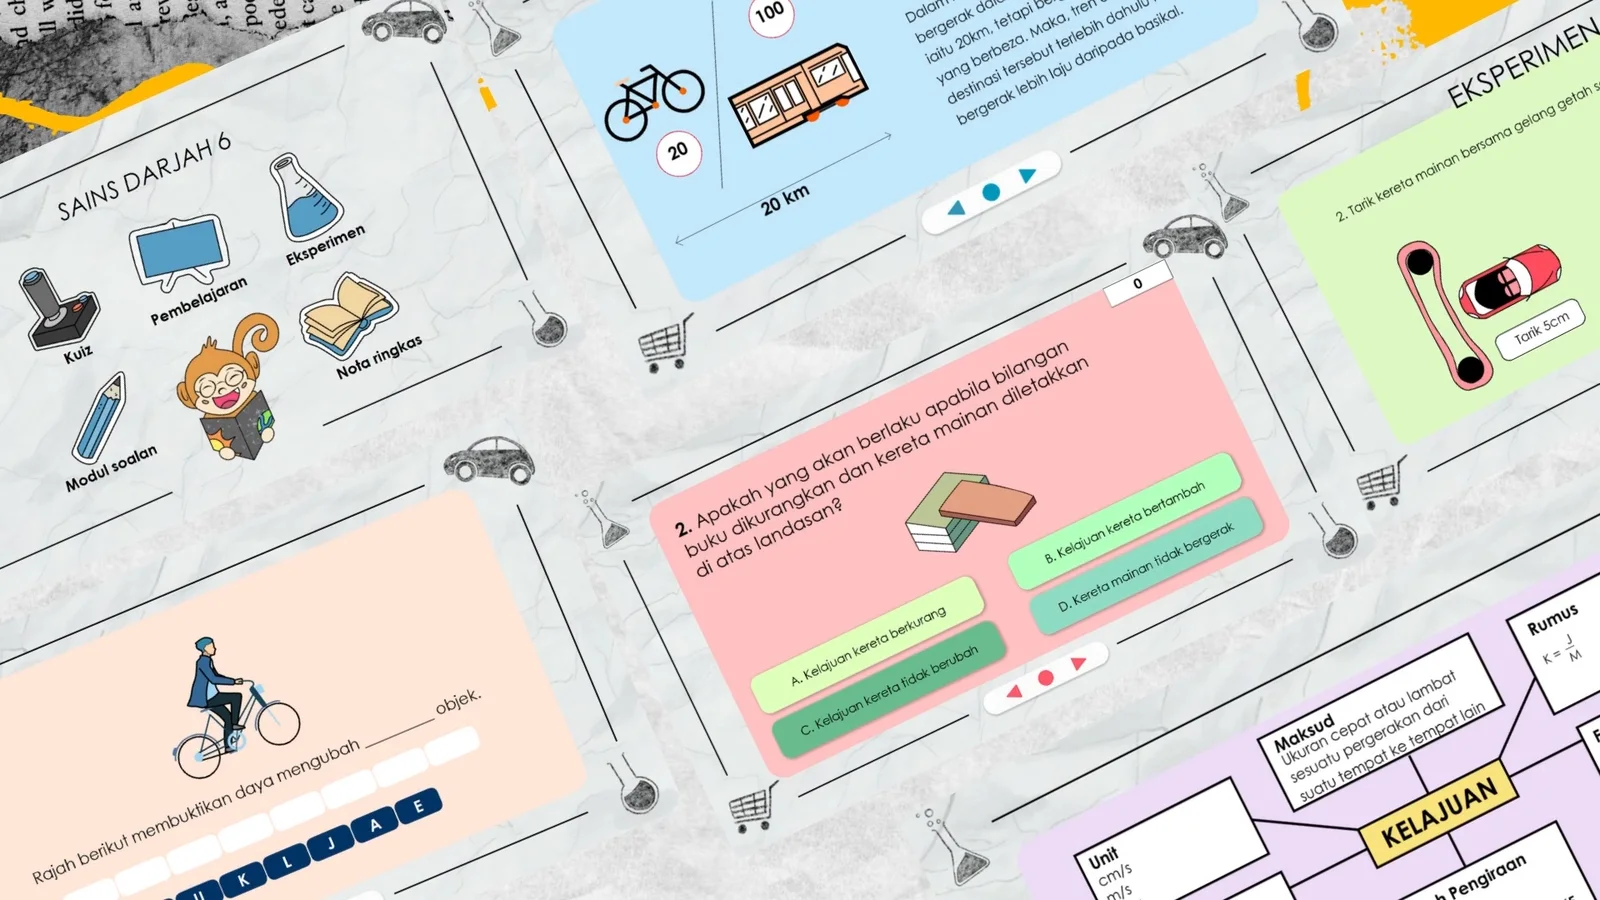 SAINS DARJAH 6
Kuiz
Pembelajaran
Eksperimen
Modul soalan
Nota ringkas
100
20
20 km
iaitu 20km, tetapi
yang berbeza. Maka, tren
destinasi tersebut terlebih dahulu
bergerak lebih laju daripada basikal.
EKSPERIMEN
2. Tarik kereta mainan bersama gelang getah
Tarik 5cm
0
2. Apakah yang akan berlaku apabila bilangan
buku dikurangkan dan kereta mainan diletakkan
di atas landasan?
A. Kelajuan kereta berkurang
B. Kelajuan kereta bertambah
C. Kelajuan kereta tidak berubah
D. Kereta mainan tidak bergerak
Rajah berikut membuktikan daya mengubah ________ objek.
U K L J A E
Rumus
K = J
M
Maksud
Ukuran cepat atau lambat
sesuatu pergerakan dari
suatu tempat ke tempat lain
KELAJUAN
Unit
cm/s
m/s
Pengiraan